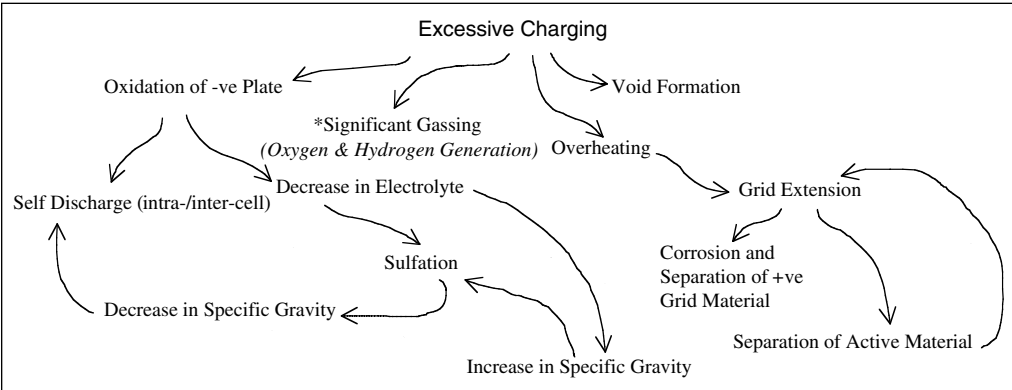 Excessive Charging
Oxidation of -ve Plate
Void Formation
*Significant Gassing
(Oxygen & Hydrogen Generation)
Overheating
Decrease in Electrolyte
Grid Extension
Self Discharge (intra-/inter-cell)
Sulfation
Corrosion and
Separation of +ve
Grid Material
Decrease in Specific Gravity
Separation of Active Material
Increase in Specific Gravity